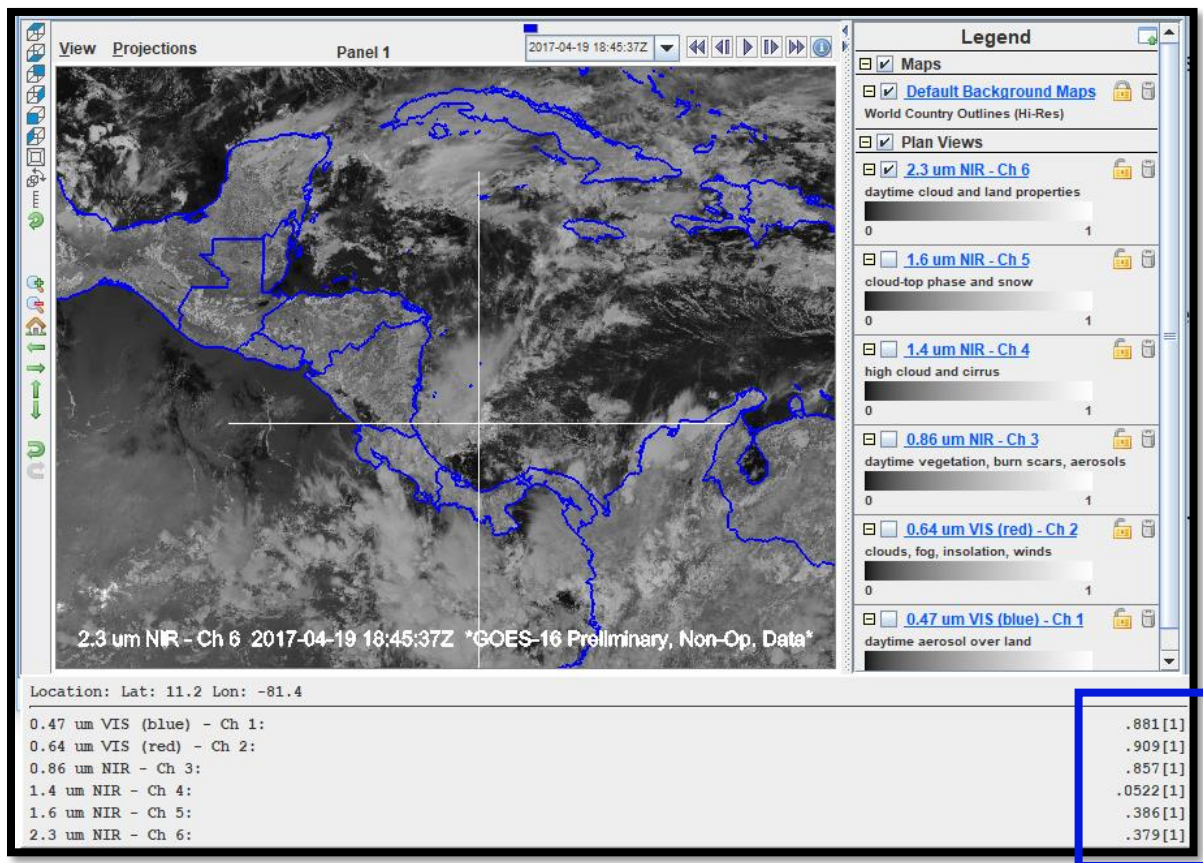 View Projections
Panel 1
2017-04-19 18:45:37Z
2.3 um NIR - Ch 6 2017-04-19 18:45:37Z *GOES-16 Preliminary, Non-Op, Data*
Legend
Maps
Default Background Maps
World Country Outlines (Hi-Res)
Plan Views
2.3 um NIR - Ch 6
daytime cloud and land properties
0 1
1.6 um NIR - Ch 5
cloud-top phase and snow
0 1
1.4 um NIR - Ch 4
high cloud and cirrus
0 1
0.86 um NIR - Ch 3
daytime vegetation, burn scars, aerosols
0 1
0.64 um VIS (red) - Ch 2
clouds, fog, insolation, winds
0 1
0.47 um VIS (blue) - Ch 1
daytime aerosol over land
Location: Lat: 11.2 Lon: -81.4
0.47 um VIS (blue) - Ch 1: .881[1]
0.64 um VIS (red) - Ch 2: .909[1]
0.86 um NIR - Ch 3: .857[1]
1.4 um NIR - Ch 4: .0522[1]
1.6 um NIR - Ch 5: .386[1]
2.3 um NIR - Ch 6: .379[1]